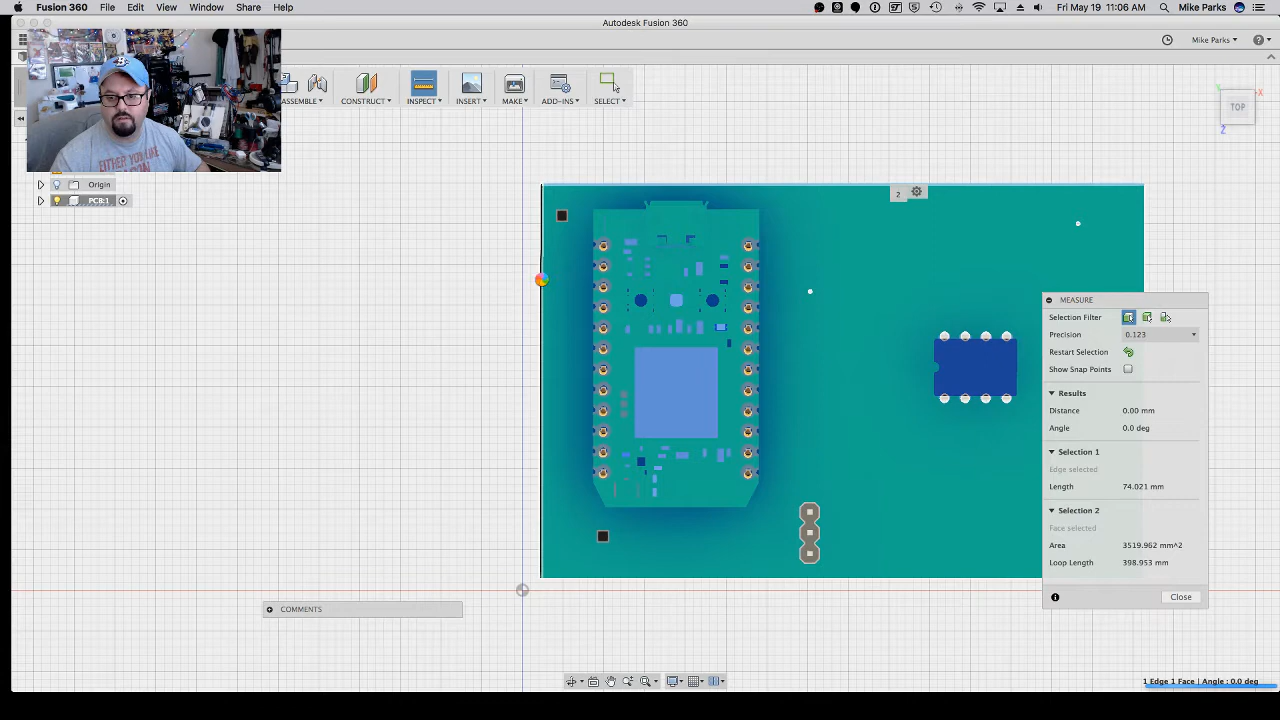 Fusion 360 File Edit View Window Share Help
Fri May 19 11:06 AM Mike Parks
Autodesk Fusion 360
Mike Parks
ASSEMBLE CONSTRUCT INSPECT INSERT MAKE ADD-INS SELECT
TOP
X
Z
EITHER YOU LIKE
Origin
PCB:1
2
MEASURE
Selection Filter
Precision 0.123
Restart Selection
Show Snap Points
Results
Distance 0.00 mm
Angle 0.0 deg
Selection 1
Edge selected
Length 74.021 mm
Selection 2
Face selected
Area 3519.962 mm^2
Loop Length 398.953 mm
Close
COMMENTS
1 Edge 1 Face | Angle : 0.0 deg